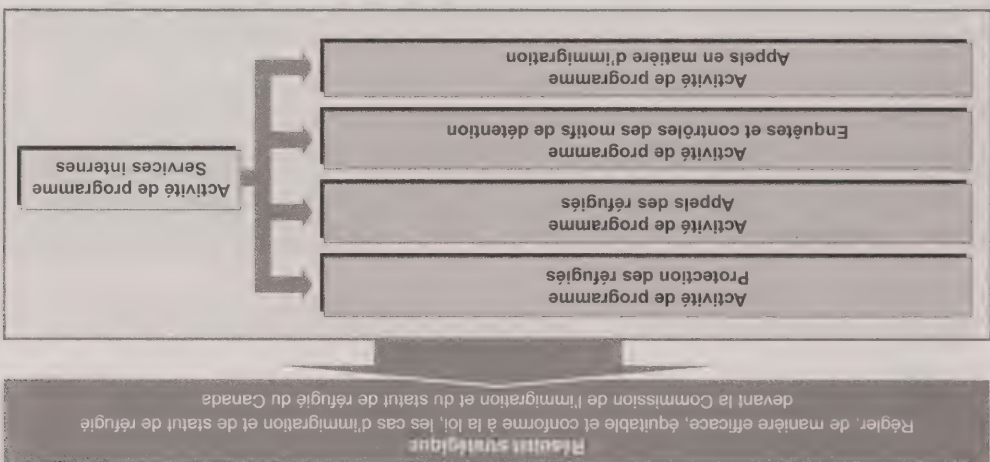 Résultat stratégique
Régler, de manière efficace, équitable et conforme à la loi, les cas d'immigration et de statut de réfugié
devant la Commission de l'immigration et du statut de réfugié du Canada
Activité de programme
Protection des réfugiés
Activité de programme
Appels des réfugiés
Activité de programme
Enquêtes et contrôles des motifs de détention
Activité de programme
Appels en matière d'immigration
Activité de programme
Services internes